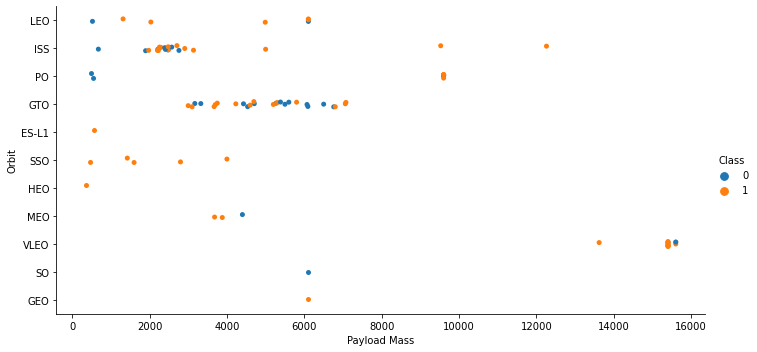 LEO
ISS
PO
GTO
ES-L1
SSO
HEO
MEO
VLEO
SO
GEO
Orbit
0 2000 4000 6000 8000 10000 12000 14000 16000
Payload Mass
Class
0
1